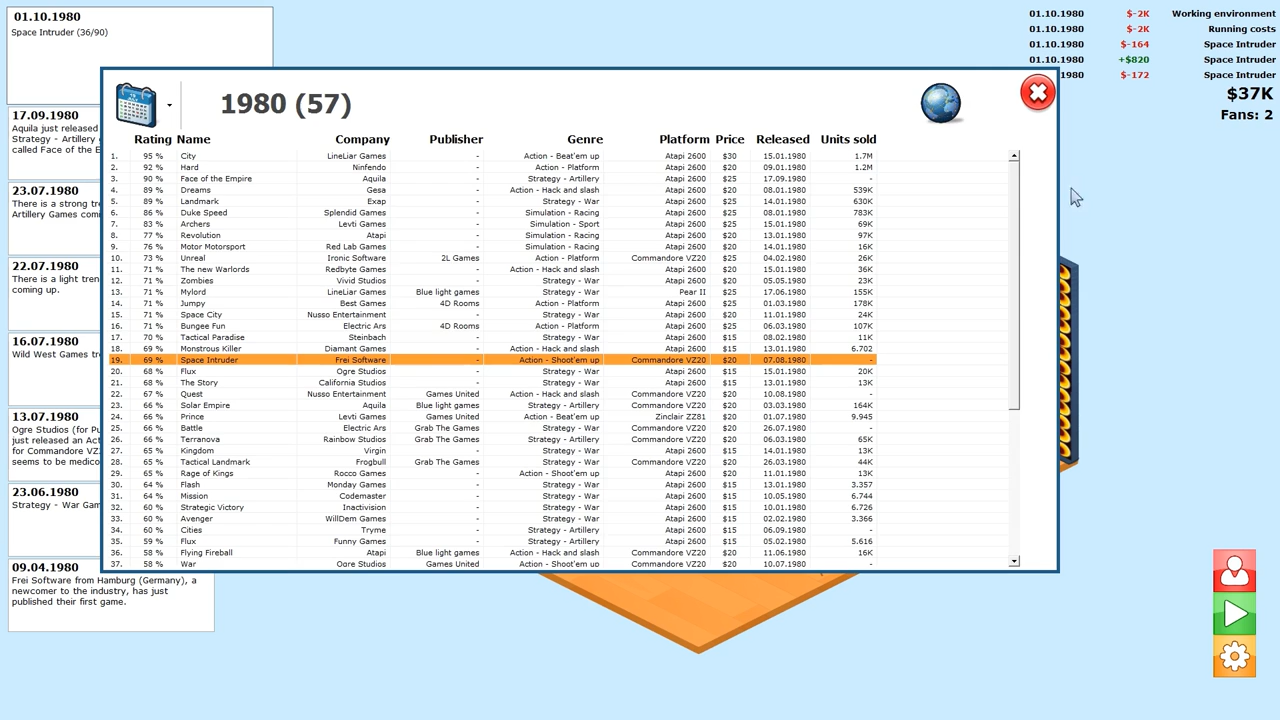 01.10.1980
Space Intruder (36/90)
17.09.1980
Aquila just released
Strategy - Artillery
called Face of the E
23.07.1980
There is a strong tre
Artillery Games comi
22.07.1980
There is a light tren
coming up.
16.07.1980
Wild West Games tr
13.07.1980
Ogre Studios (for Pu
just released an Act
for Commandore VZ
seems to be medioc
23.06.1980
Strategy - War Gam
09.04.1980
Frei Software from Hamburg (Germany), a
newcomer to the industry, has just
published their first game.
01.10.1980 $-2K Working environment
01.10.1980 $-2K Running costs
01.10.1980 $-164 Space Intruder
01.10.1980 +$820 Space Intruder
10.1980 $-172 Space Intruder
$37K
Fans: 2
1980 (57)
Rating Name Company Publisher Genre Platform Price Released Units sold
1. 95 % City LineLiar Games - Action - Beat'em up Atapi 2600 $30 15.01.1980 1.7M
2. 92 % Hard Ninfendo - Action - Platform Atapi 2600 $20 09.01.1980 1.2M
3. 90 % Face of the Empire Aquila - Strategy - Artillery Atapi 2600 $25 17.09.1980 -
4. 89 % Dreams Gesa - Action - Hack and slash Atapi 2600 $20 08.01.1980 539K
5. 89 % Landmark Exap - Strategy - War Atapi 2600 $25 15.01.1980 630K
6. 86 % Duke Speed Splendid Games - Simulation - Racing Atapi 2600 $25 08.01.1980 783K
7. 83 % Archers Levti Games - Simulation - Sport Atapi 2600 $20 15.01.1980 69K
8. 77 % Revolution Atapi - Simulation - Racing Atapi 2600 $20 13.01.1980 97K
9. 76 % Motor Motorsport Red Lab Games - Simulation - Racing Atapi 2600 $15 14.01.1980 16K
10. 73 % Unreal Ironic Software 2L Games Action - Platform Commandore VZ20 $25 04.02.1980 26K
11. 71 % The new Warlords Redbyte Games - Action - Hack and slash Atapi 2600 $20 15.01.1980 36K
12. 71 % Zombies Vivid Studios - Strategy - War Atapi 2600 $20 05.05.1980 23K
13. 71 % Mylord LineLiar Games Blue light games Strategy - War Pear II $25 17.06.1980 155K
14. 71 % Jumpy Best Games 4D Rooms Action - Platform Atapi 2600 $25 01.03.1980 178K
15. 71 % Space City Nusso Entertainment - Strategy - War Atapi 2600 $15 11.01.1980 24K
16. 71 % Bungee Fun Electric Ars 4D Rooms Action - Platform Atapi 2600 $25 06.03.1980 107K
17. 70 % Tactical Paradise Steinbach - Strategy - War Atapi 2600 $15 08.02.1980 11K
18. 69 % Monstrous Killer Diamant Games - Action - Hack and slash Atapi 2600 $15 13.01.1980 6.702
19. 69 % Space Intruder Frei Software - Action - Shoot'em up Commandore VZ20 $20 07.08.1980 -
20. 68 % Flux Ogre Studios - Strategy - War Atapi 2600 $15 15.01.1980 20K
21. 68 % The Story California Studios - Strategy - War Atapi 2600 $15 13.01.1980 13K
22. 67 % Quest Nusso Entertainment Games United Action - Hack and slash Commandore VZ20 $20 10.08.1980 -
23. 66 % Solar Empire Aquila Blue light games Strategy - Artillery Commandore VZ20 $20 03.03.1980 164K
24. 66 % Prince Levti Games Games United Action - Beat'em up Zinclair ZZ81 $20 01.07.1980 9.945
25. 66 % Battle Electric Ars Grab The Games Strategy - War Commandore VZ20 $20 26.07.1980 -
26. 66 % Terranova Rainbow Studios Grab The Games Strategy - Artillery Commandore VZ20 $20 06.03.1980 65K
27. 65 % Kingdom Virgin - Strategy - War Atapi 2600 $20 14.01.1980 13K
28. 65 % Tactical Landmark Frogbull Grab The Games Strategy - War Commandore VZ20 $20 26.03.1980 44K
29. 65 % Rage of Kings Rocco Games - Action - Shoot'em up Atapi 2600 $20 11.01.1980 13K
30. 64 % Flash Monday Games - Strategy - War Atapi 2600 $15 13.01.1980 3.357
31. 64 % Mission Codemaster - Strategy - War Atapi 2600 $15 10.05.1980 6.744
32. 60 % Strategic Victory Inactivision - Strategy - War Atapi 2600 $15 10.01.1980 6.726
33. 60 % Avenger WillDem Games - Strategy - War Atapi 2600 $15 02.02.1980 3.366
34. 60 % Cities Tryme - Strategy - Artillery Atapi 2600 $15 06.09.1980 -
35. 59 % Flux Funny Games - Strategy - War Atapi 2600 $15 05.02.1980 5.616
36. 58 % Flying Fireball Atapi Blue light games Action - Hack and slash Commandore VZ20 $20 11.06.1980 16K
37. 58 % War Ogre Studios Games United Action - Shoot'em up Commandore VZ20 $20 10.07.1980 -